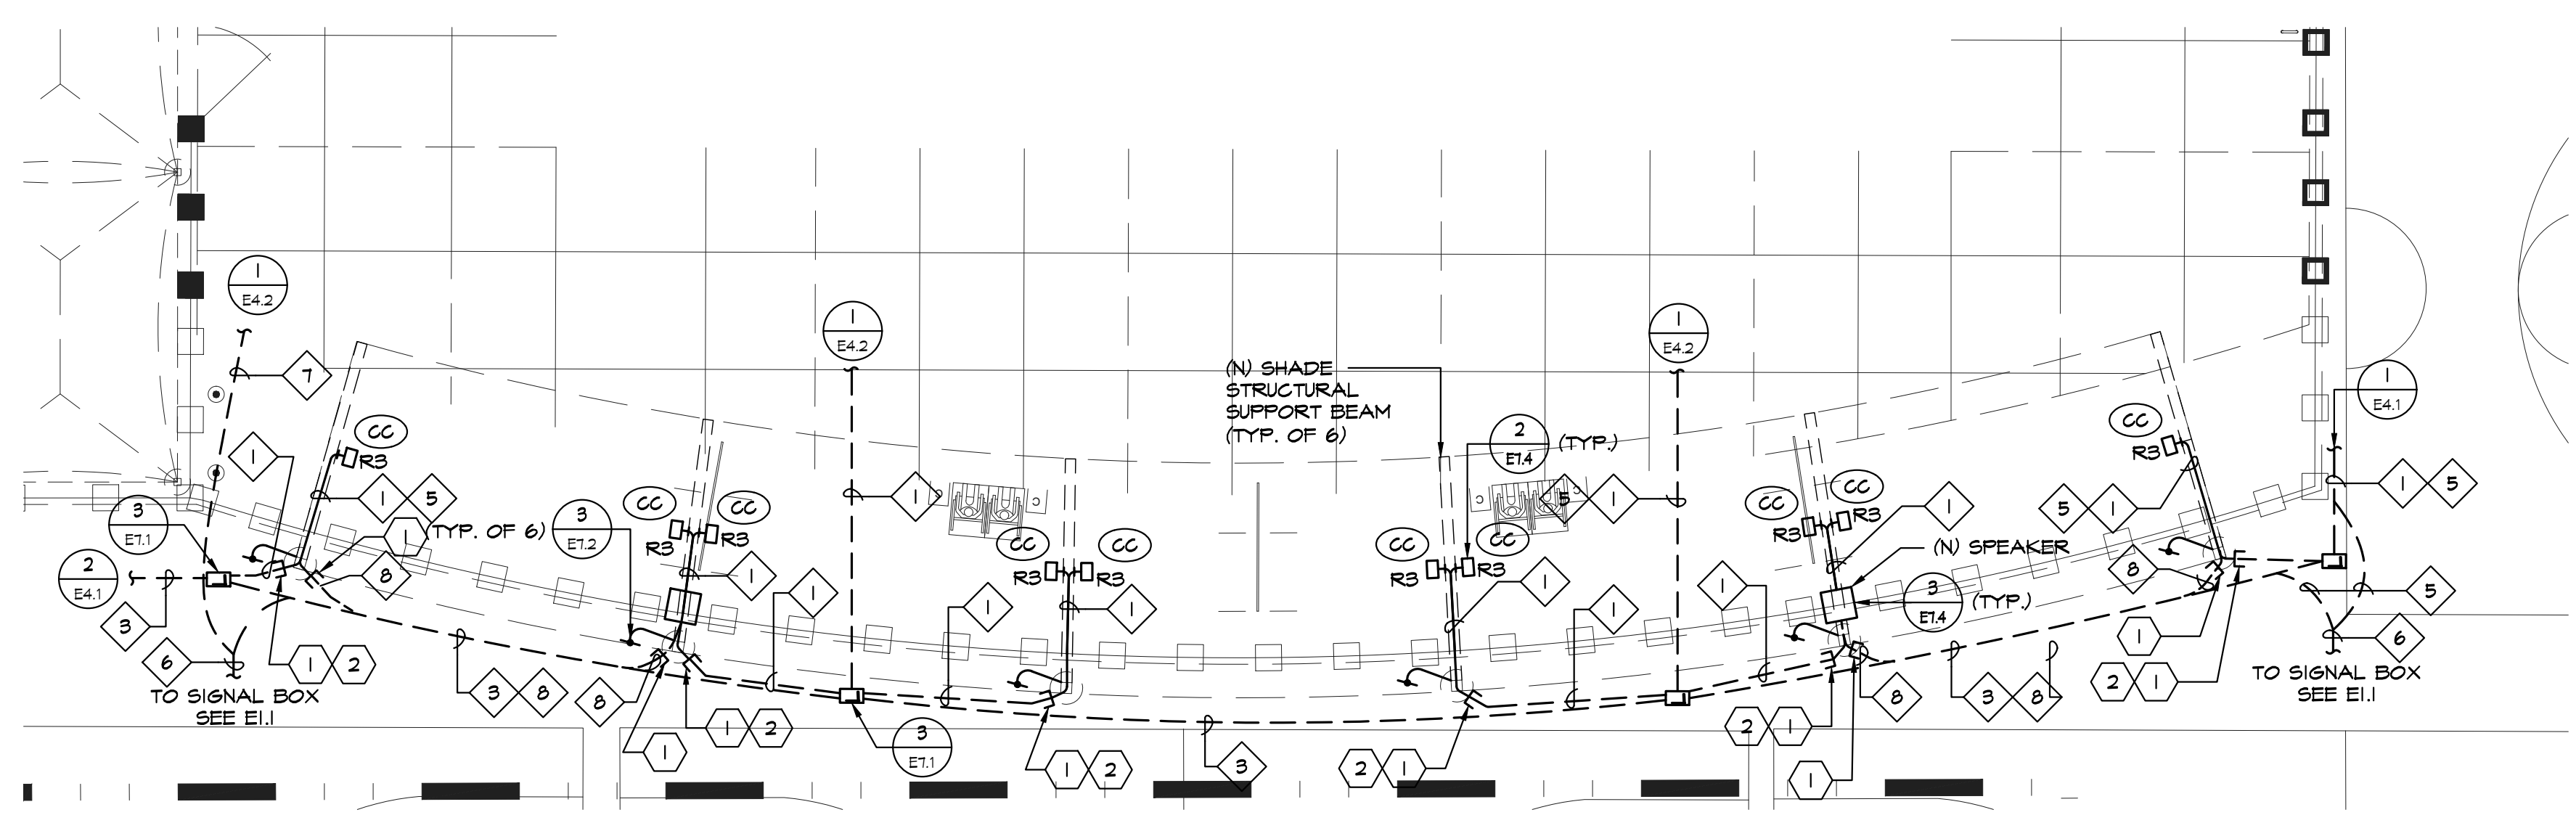 1
E4.2
7
1
E4.2
1
E4.2
(N) SHADE
STRUCTURAL
SUPPORT BEAM
(TYP. OF 6)
2
E7.4
(TYP.)
1
E4.1
CC
R3
1
1 5
3
E7.1
1
(TYP. OF 6)
8
3
E7.2
2
E4.1
3
6
TO SIGNAL BOX
SEE E1.1
1 2
3 8
CC
CC
R3
R3
1
1
8
1
1 2
1
3
E7.1
1
CC
CC
R3
R3
1
1 2
3
CC
CC
R3
R3
1
5 1
1
2 1
CC
CC
R3
R3
1
(N) SPEAKER
3
E7.4
(TYP.)
1
2 1
1
8
3 8
CC
R3
5 1
8
1
2 1
1 5
5
6
TO SIGNAL BOX
SEE E1.1